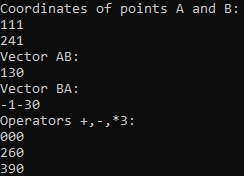 Coordinates of points A and B:
111
241
Vector AB:
130
Vector BA:
-1-30
Operators +,-,*3:
000
260
390